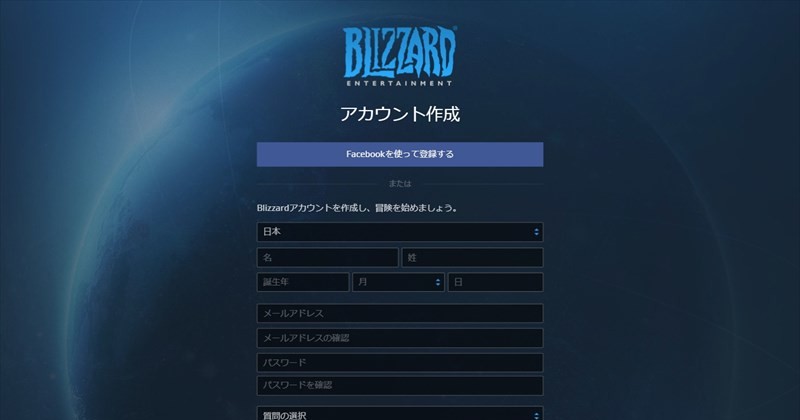 BLIZZARD
ENTERTAINMENT
アカウント作成
Facebookを使って登録する
または
Blizzardアカウントを作成し、冒険を始めましょう。
日本
名 姓
誕生年 月 日
メールアドレス
メールアドレスの確認
パスワード
パスワードを確認
質問の選択